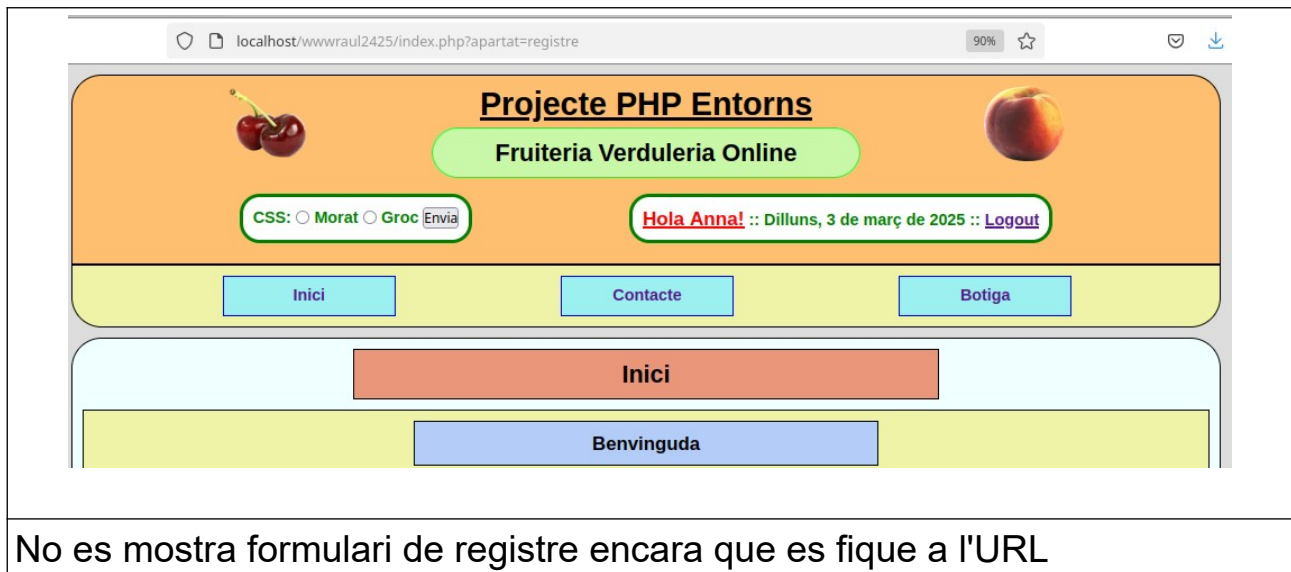 localhost/wwwraul2425/index.php?apartat=registre 90%
Projecte PHP Entorns
Fruiteria Verduleria Online
CSS: Morat Groc Envia Hola Anna! :: Dilluns, 3 de març de 2025 :: Logout
Inici Contacte Botiga
Inici
Benvinguda
No es mostra formulari de registre encara que es fique a l'URL